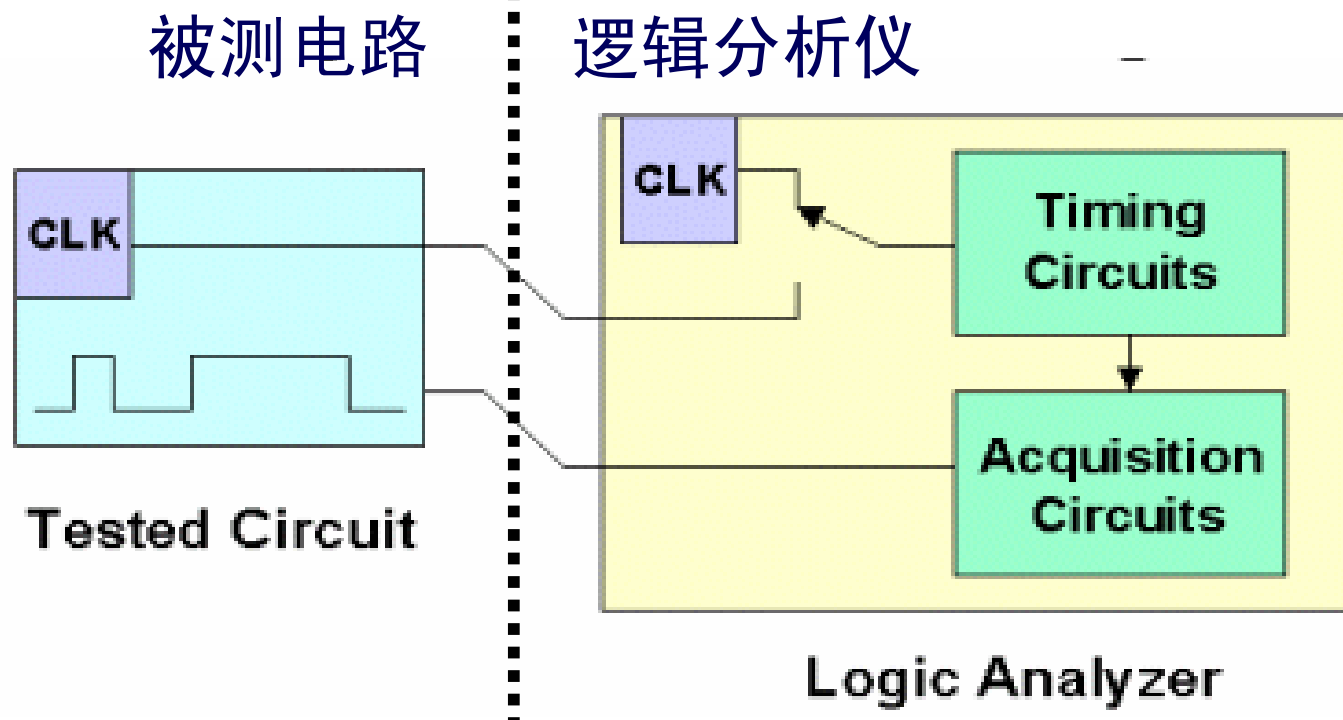 被测电路
逻辑分析仪
CLK
Tested Circuit
CLK
Timing
Circuits
Acquisition
Circuits
Logic Analyzer